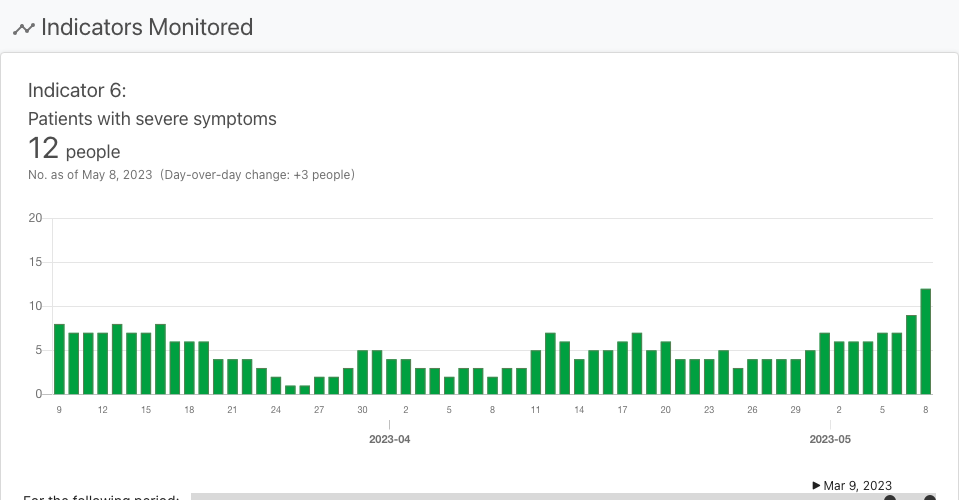 Indicators Monitored
Indicator 6:
Patients with severe symptoms
12 people
No. as of May 8, 2023 (Day-over-day change: +3 people)
20
15
10
5
0
9 12 15 18 21 24 27 30 2 5 8 11 14 17 20 23 26 29 2 5 8
2023-04 2023-05
▶ Mar 9, 2023
For the following period: